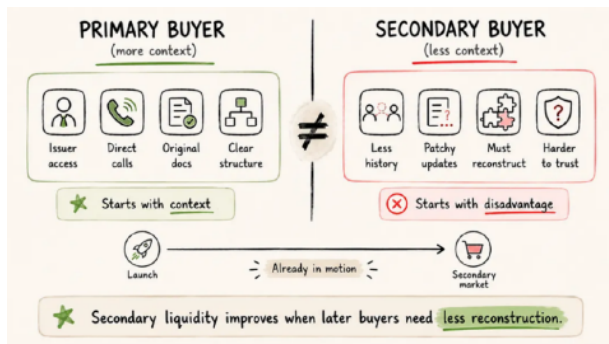 PRIMARY BUYER
(more context)
Issuer
access
Direct
calls
Original
docs
Clear
structure
Starts with context
≠
SECONDARY BUYER
(less context)
Less
history
Patchy
updates
Must
reconstruct
Harder
to trust
Starts with disadvantage
Launch
Already in motion
Secondary
market
Secondary liquidity improves when later buyers need less reconstruction.